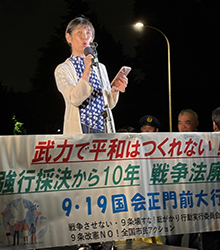 武力で平和はつくれない!
強行採決から10年 戦争法廃
9・19国会正門前大行
戦争させない・9条壊すな!総がかり行動実行委員会
9条改憲NO!全国市民アクション